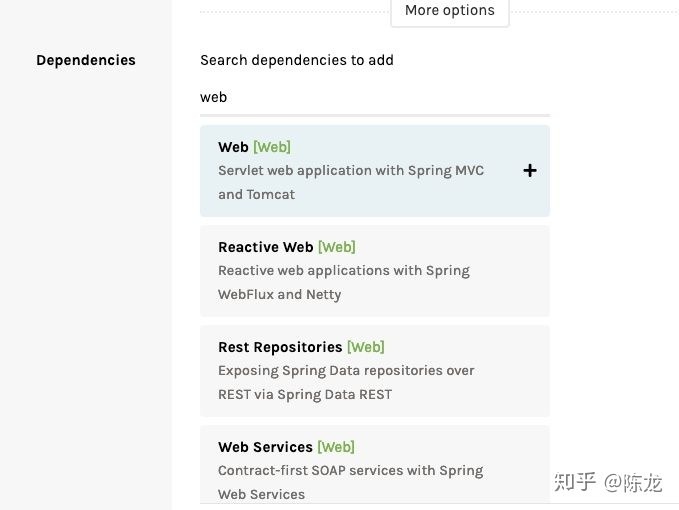 More options
Dependencies
Search dependencies to add
web
Web [Web]
Servlet web application with Spring MVC
and Tomcat
Reactive Web [Web]
Reactive web applications with Spring
WebFlux and Netty
Rest Repositories [Web]
Exposing Spring Data repositories over
REST via Spring Data REST
Web Services [Web]
Contract-first SOAP services with Spring
Web Services
知乎 @陈龙